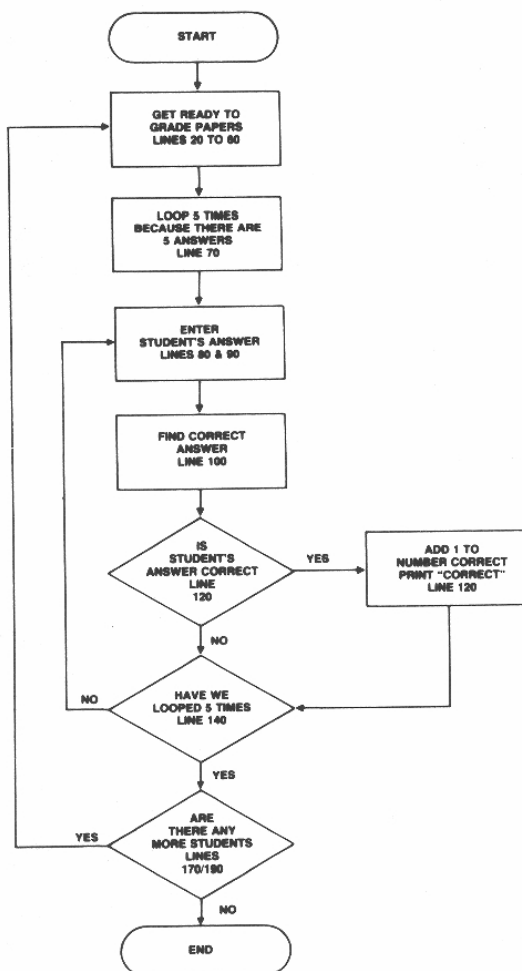 START
GET READY TO
GRADE PAPERS
LINES 20 TO 60
LOOP 5 TIMES
BECAUSE THERE ARE
5 ANSWERS
LINE 70
ENTER
STUDENT'S ANSWER
LINES 80 & 90
FIND CORRECT
ANSWER
LINE 100
IS
STUDENT'S
ANSWER CORRECT
LINE
120
YES
ADD 1 TO
NUMBER CORRECT
PRINT "CORRECT"
LINE 120
NO
HAVE WE
LOOPED 5 TIMES
LINE 140
NO
YES
ARE
THERE ANY
MORE STUDENTS
LINES
170/190
YES
NO
END